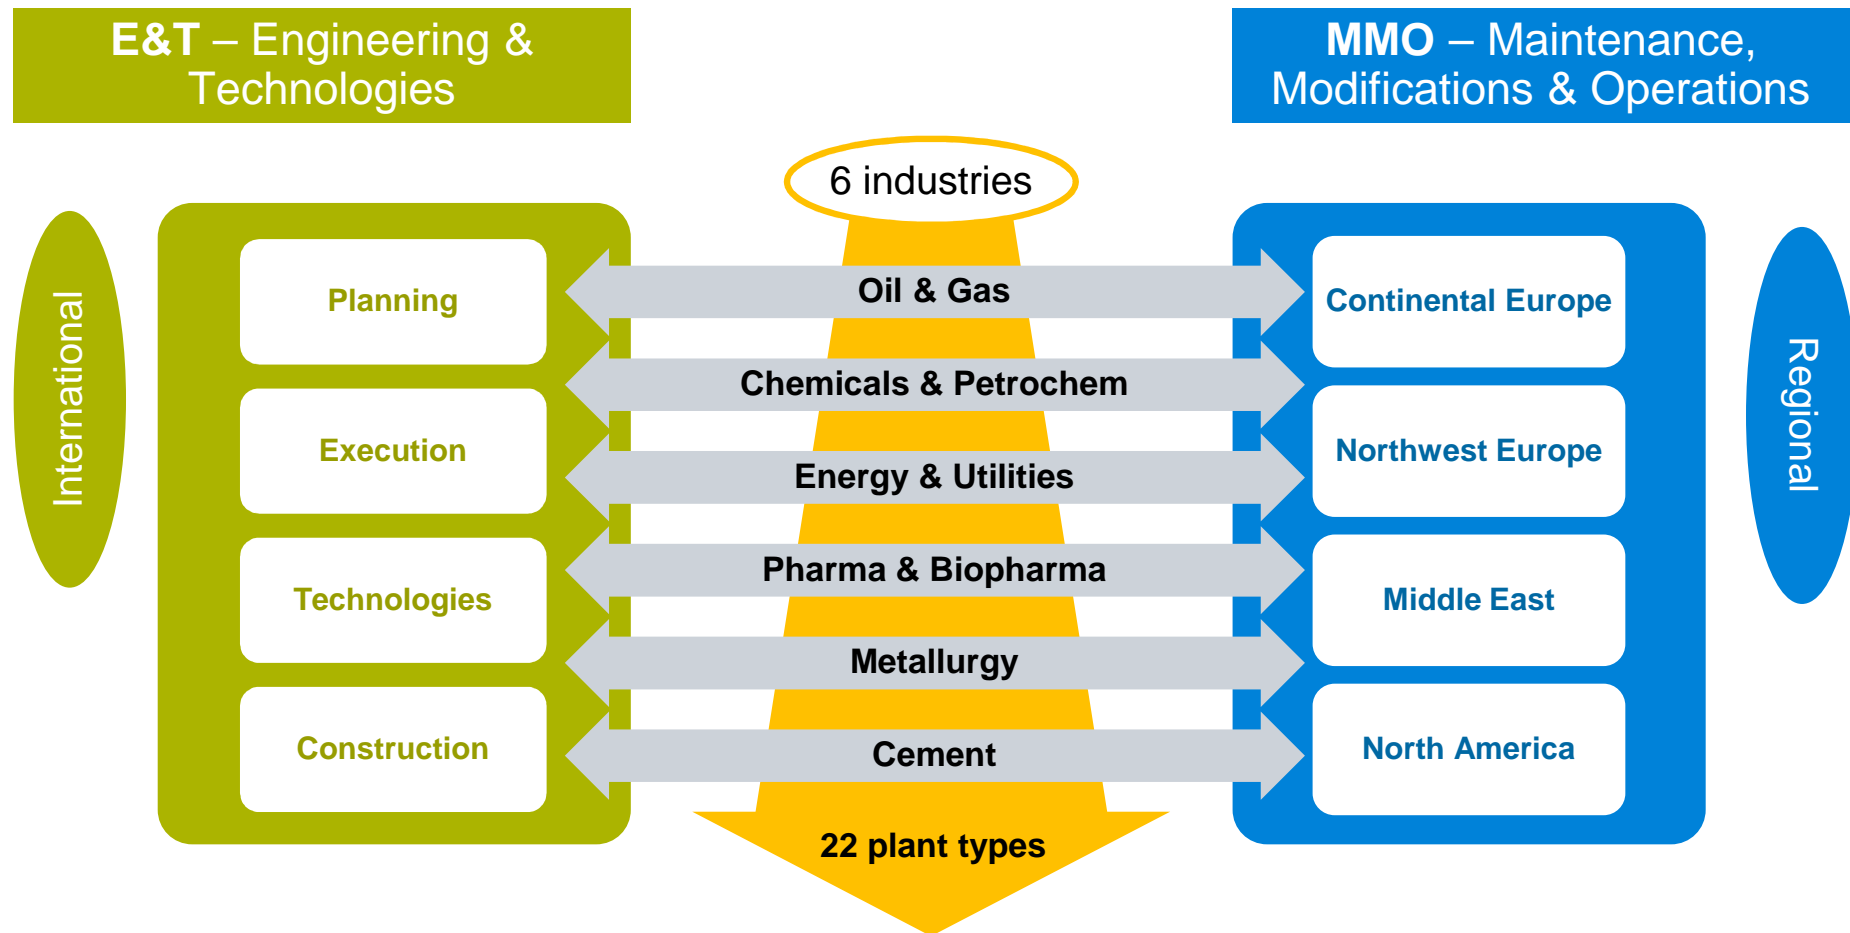 E&T – Engineering &
Technologies
MMO – Maintenance,
Modifications & Operations
6 industries
International
Planning
Execution
Technologies
Construction
Oil & Gas
Chemicals & Petrochem
Energy & Utilities
Pharma & Biopharma
Metallurgy
Cement
22 plant types
Continental Europe
Northwest Europe
Middle East
North America
Regional